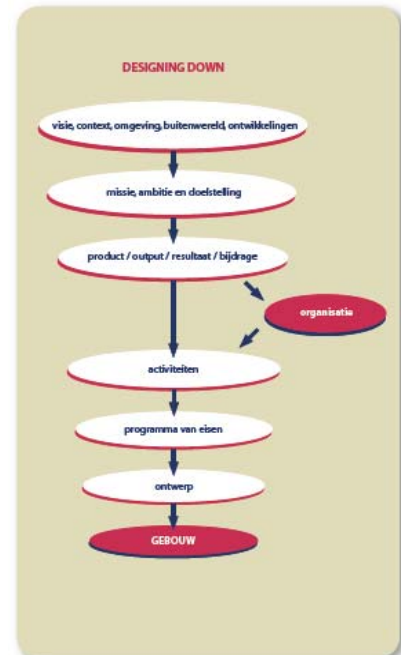 DESIGNING DOWN
visie, context, omgeving, buitenwereld, ontwikkelingen
missie, ambitie en doelstelling
product / output / resultaat / bijdrage
organisatie
activiteiten
programma van eisen
ontwerp
GEBOUW